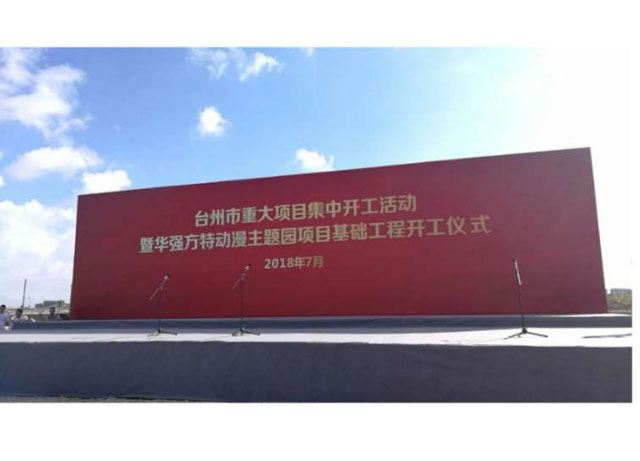 台州市重大项目集中开工活动
暨华强方特动漫主题园项目基础工程开工仪式
2018年7月